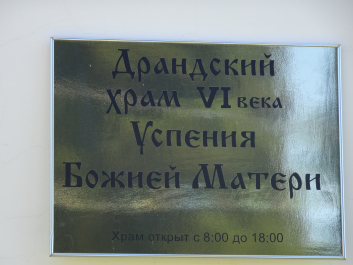 Драндский
храм VI века
Успения
Божией Матери
Храм открыт с 8:00 до 18:00